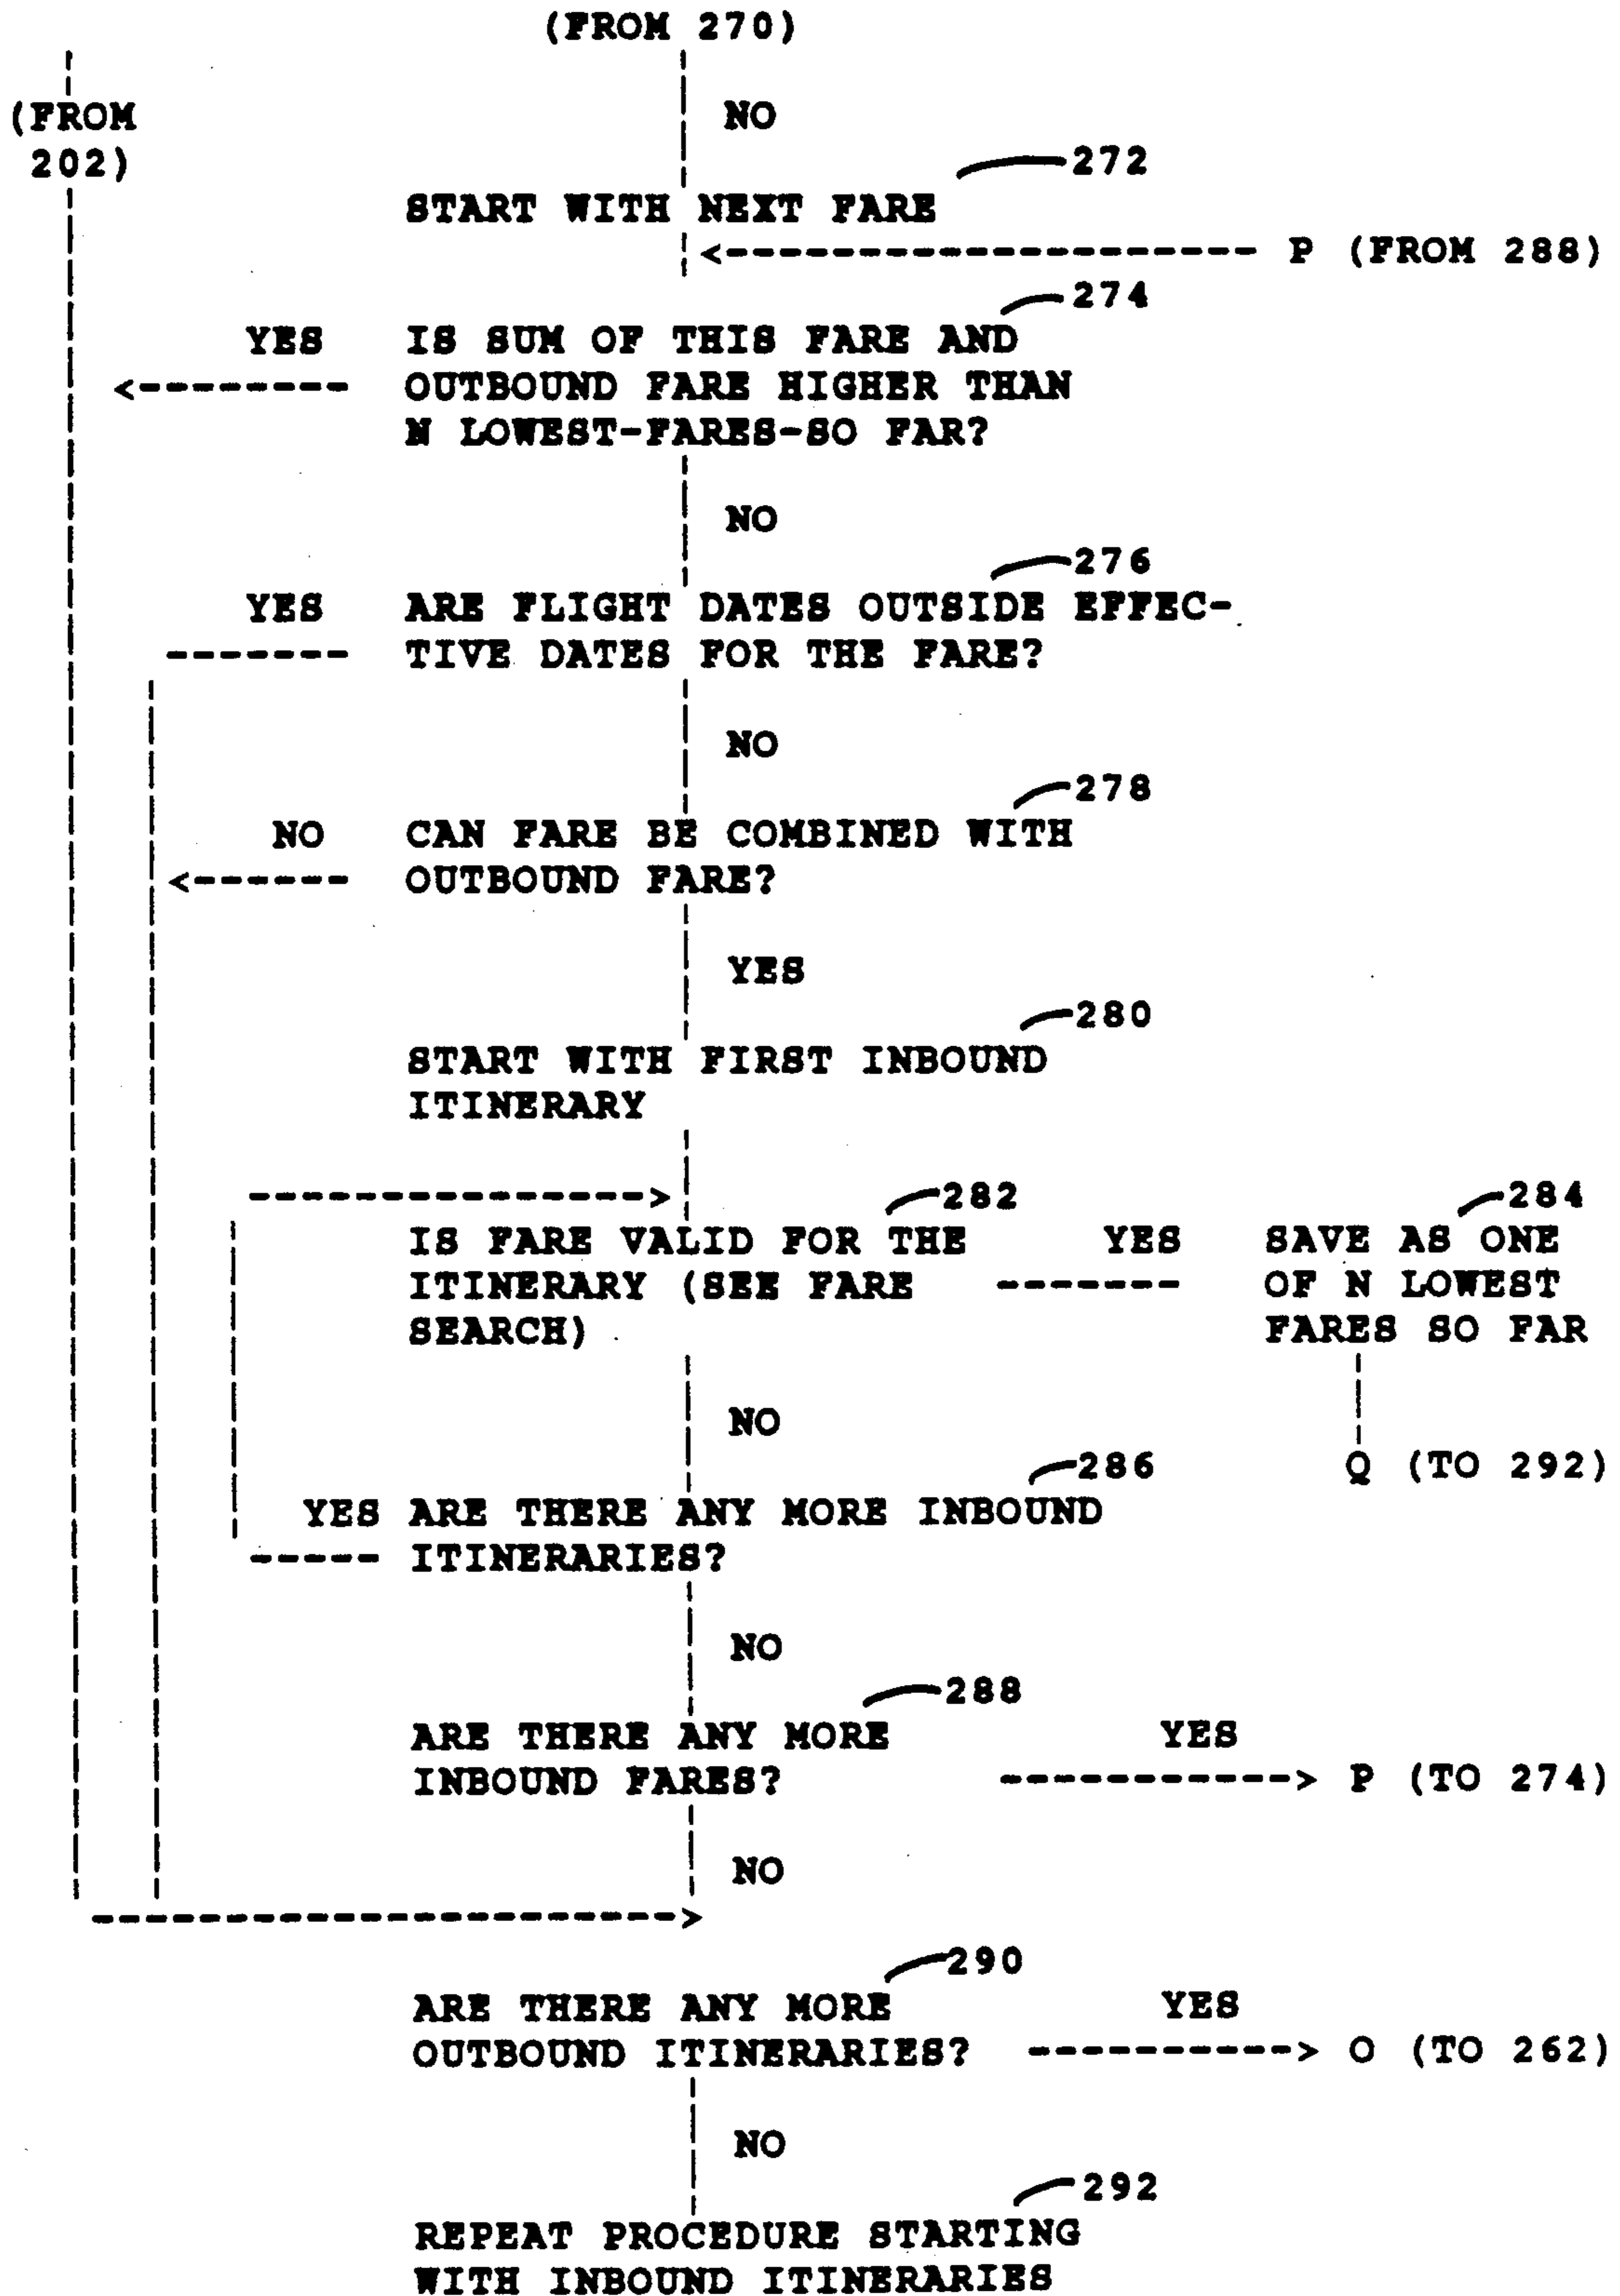 (FROM 270)
(FROM
202)
NO
272
START WITH NEXT FARE
P (FROM 288)
274
YES IS SUM OF THIS FARE AND
OUTBOUND FARE HIGHER THAN
N LOWEST-FARES-SO FAR?
NO
276
YES ARE FLIGHT DATES OUTSIDE EFFEC-
TIVE DATES FOR THE FARE?
NO
278
NO CAN FARE BE COMBINED WITH
OUTBOUND FARE?
YES
280
START WITH FIRST INBOUND
ITINERARY
282
IS FARE VALID FOR THE
ITINERARY (SEE FARE
SEARCH)
YES
284
SAVE AS ONE
OF N LOWEST
FARES SO FAR
NO
Q (TO 292)
286
YES ARE THERE ANY MORE INBOUND
ITINERARIES?
NO
288
ARE THERE ANY MORE YES
INBOUND FARES? P (TO 274)
NO
290
ARE THERE ANY MORE YES
OUTBOUND ITINERARIES? O (TO 262)
NO
292
REPEAT PROCEDURE STARTING
WITH INBOUND ITINERARIES